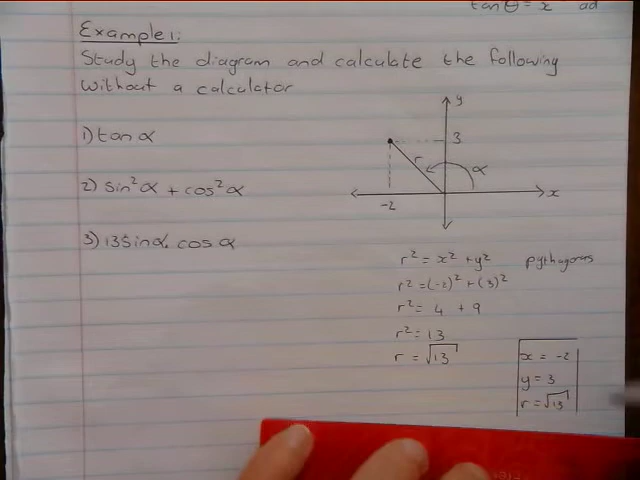 tan θ = x ad
Example 1:
Study the diagram and calculate the following
without a calculator
1) tan α
2) sin²α + cos²α
3) 13sinα. cos α
y
3
r
α
x
-2
r² = x² + y² pythagoras
r² = (-2)² + (3)²
r² = 4 + 9
r² = 13
r = √13
x = -2
y = 3
r = √13